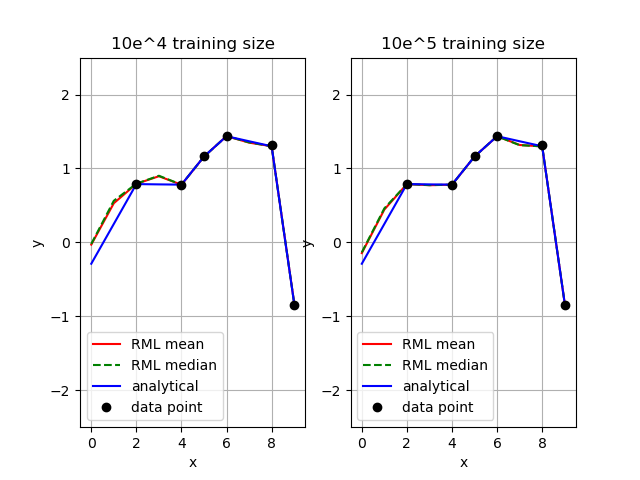 10e^4 training size
2
1
0
−1
−2
y
0
2
4
6
8
x
RML mean
RML median
analytical
data point
10e^5 training size
2
1
0
−1
−2
y
0
2
4
6
8
x
RML mean
RML median
analytical
data point